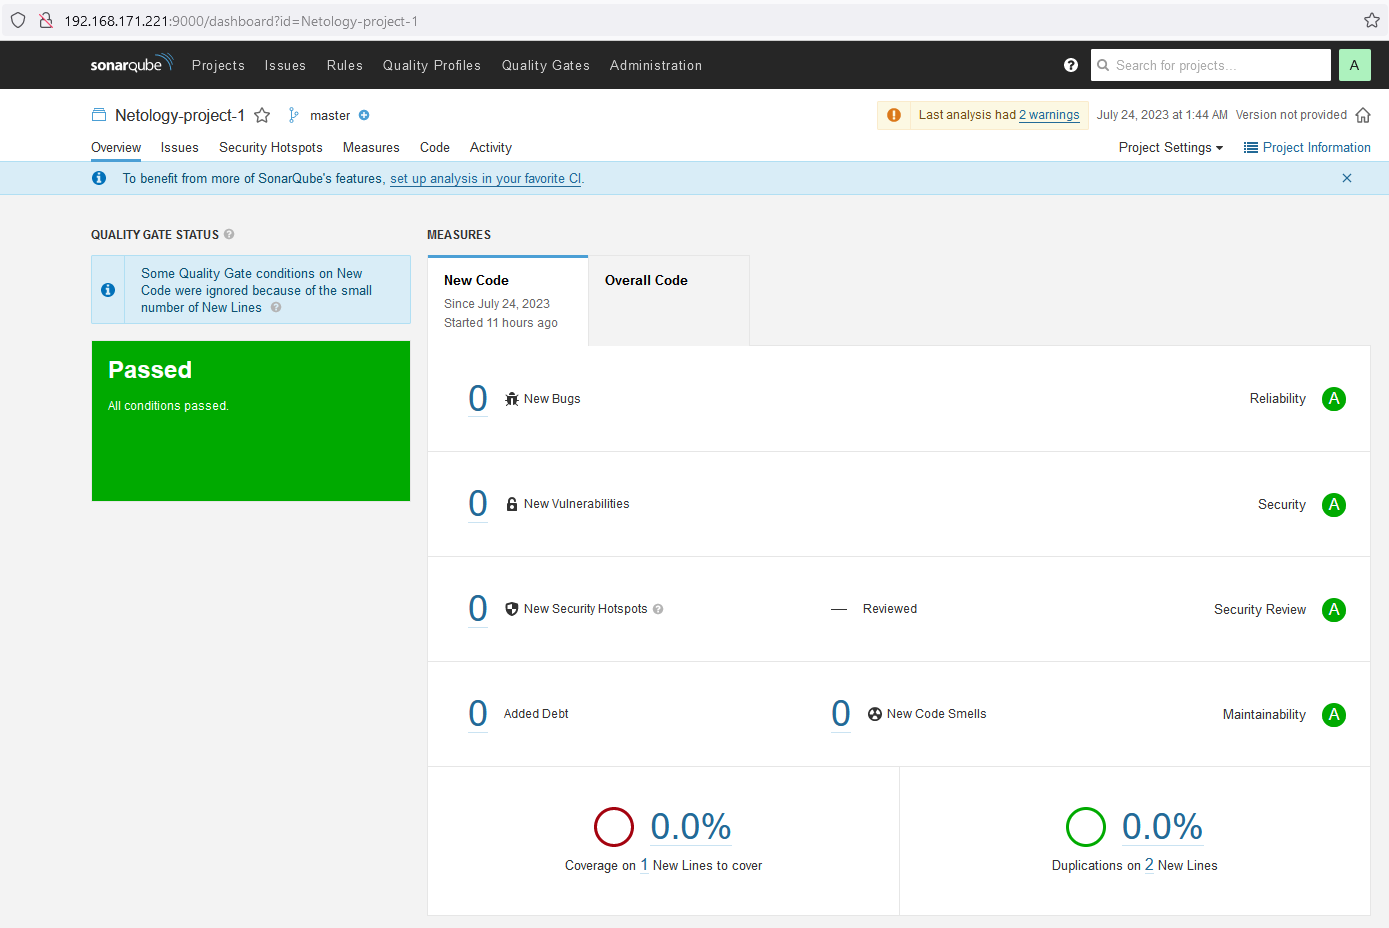 192.168.171.221:9000/dashboard?id=Netology-project-1
sonarqube Projects Issues Rules Quality Profiles Quality Gates Administration ? Search for projects... A
Netology-project-1 master Last analysis had 2 warnings July 24, 2023 at 1:44 AM Version not provided
Overview Issues Security Hotspots Measures Code Activity Project Settings Project Information
To benefit from more of SonarQube's features, set up analysis in your favorite CI.
QUALITY GATE STATUS ?
Some Quality Gate conditions on New
Code were ignored because of the small
number of New Lines ?
Passed
All conditions passed.
MEASURES
New Code
Since July 24, 2023
Started 11 hours ago
Overall Code
0 New Bugs Reliability A
0 New Vulnerabilities Security A
0 New Security Hotspots ? — Reviewed Security Review A
0 Added Debt 0 New Code Smells Maintainability A
0.0%
Coverage on 1 New Lines to cover
0.0%
Duplications on 2 New Lines